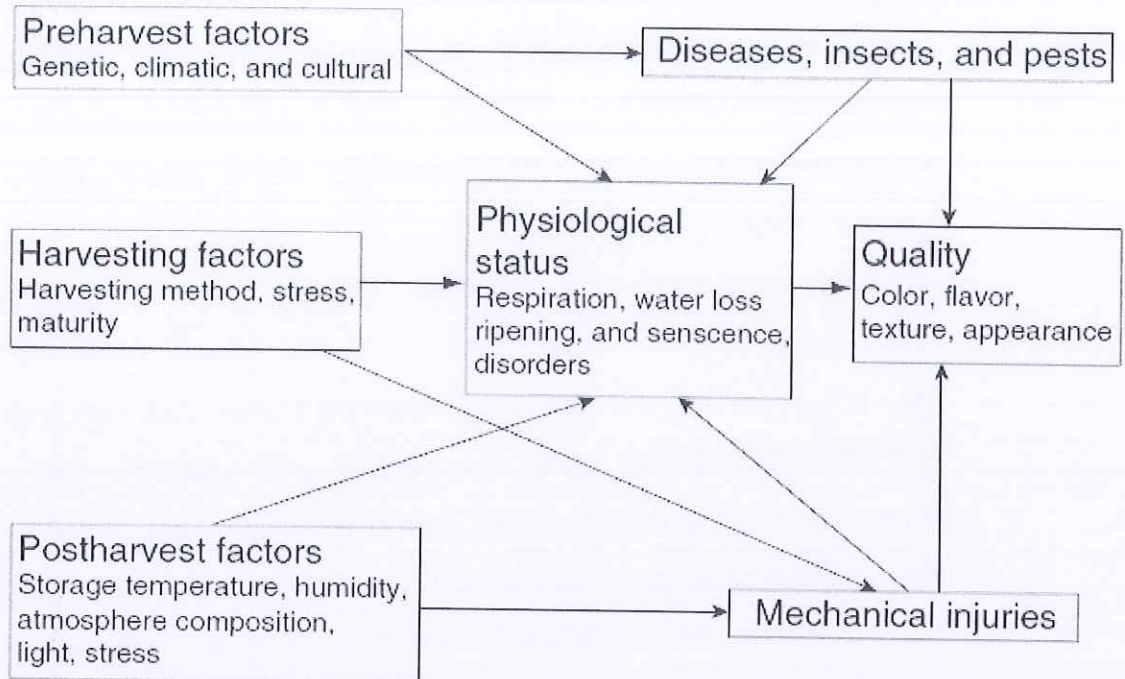 Preharvest factors
Genetic, climatic, and cultural
Diseases, insects, and pests
Harvesting factors
Harvesting method, stress,
maturity
Physiological
status
Respiration, water loss
ripening, and senscence,
disorders
Quality
Color, flavor,
texture, appearance
Postharvest factors
Storage temperature, humidity,
atmosphere composition,
light, stress
Mechanical injuries